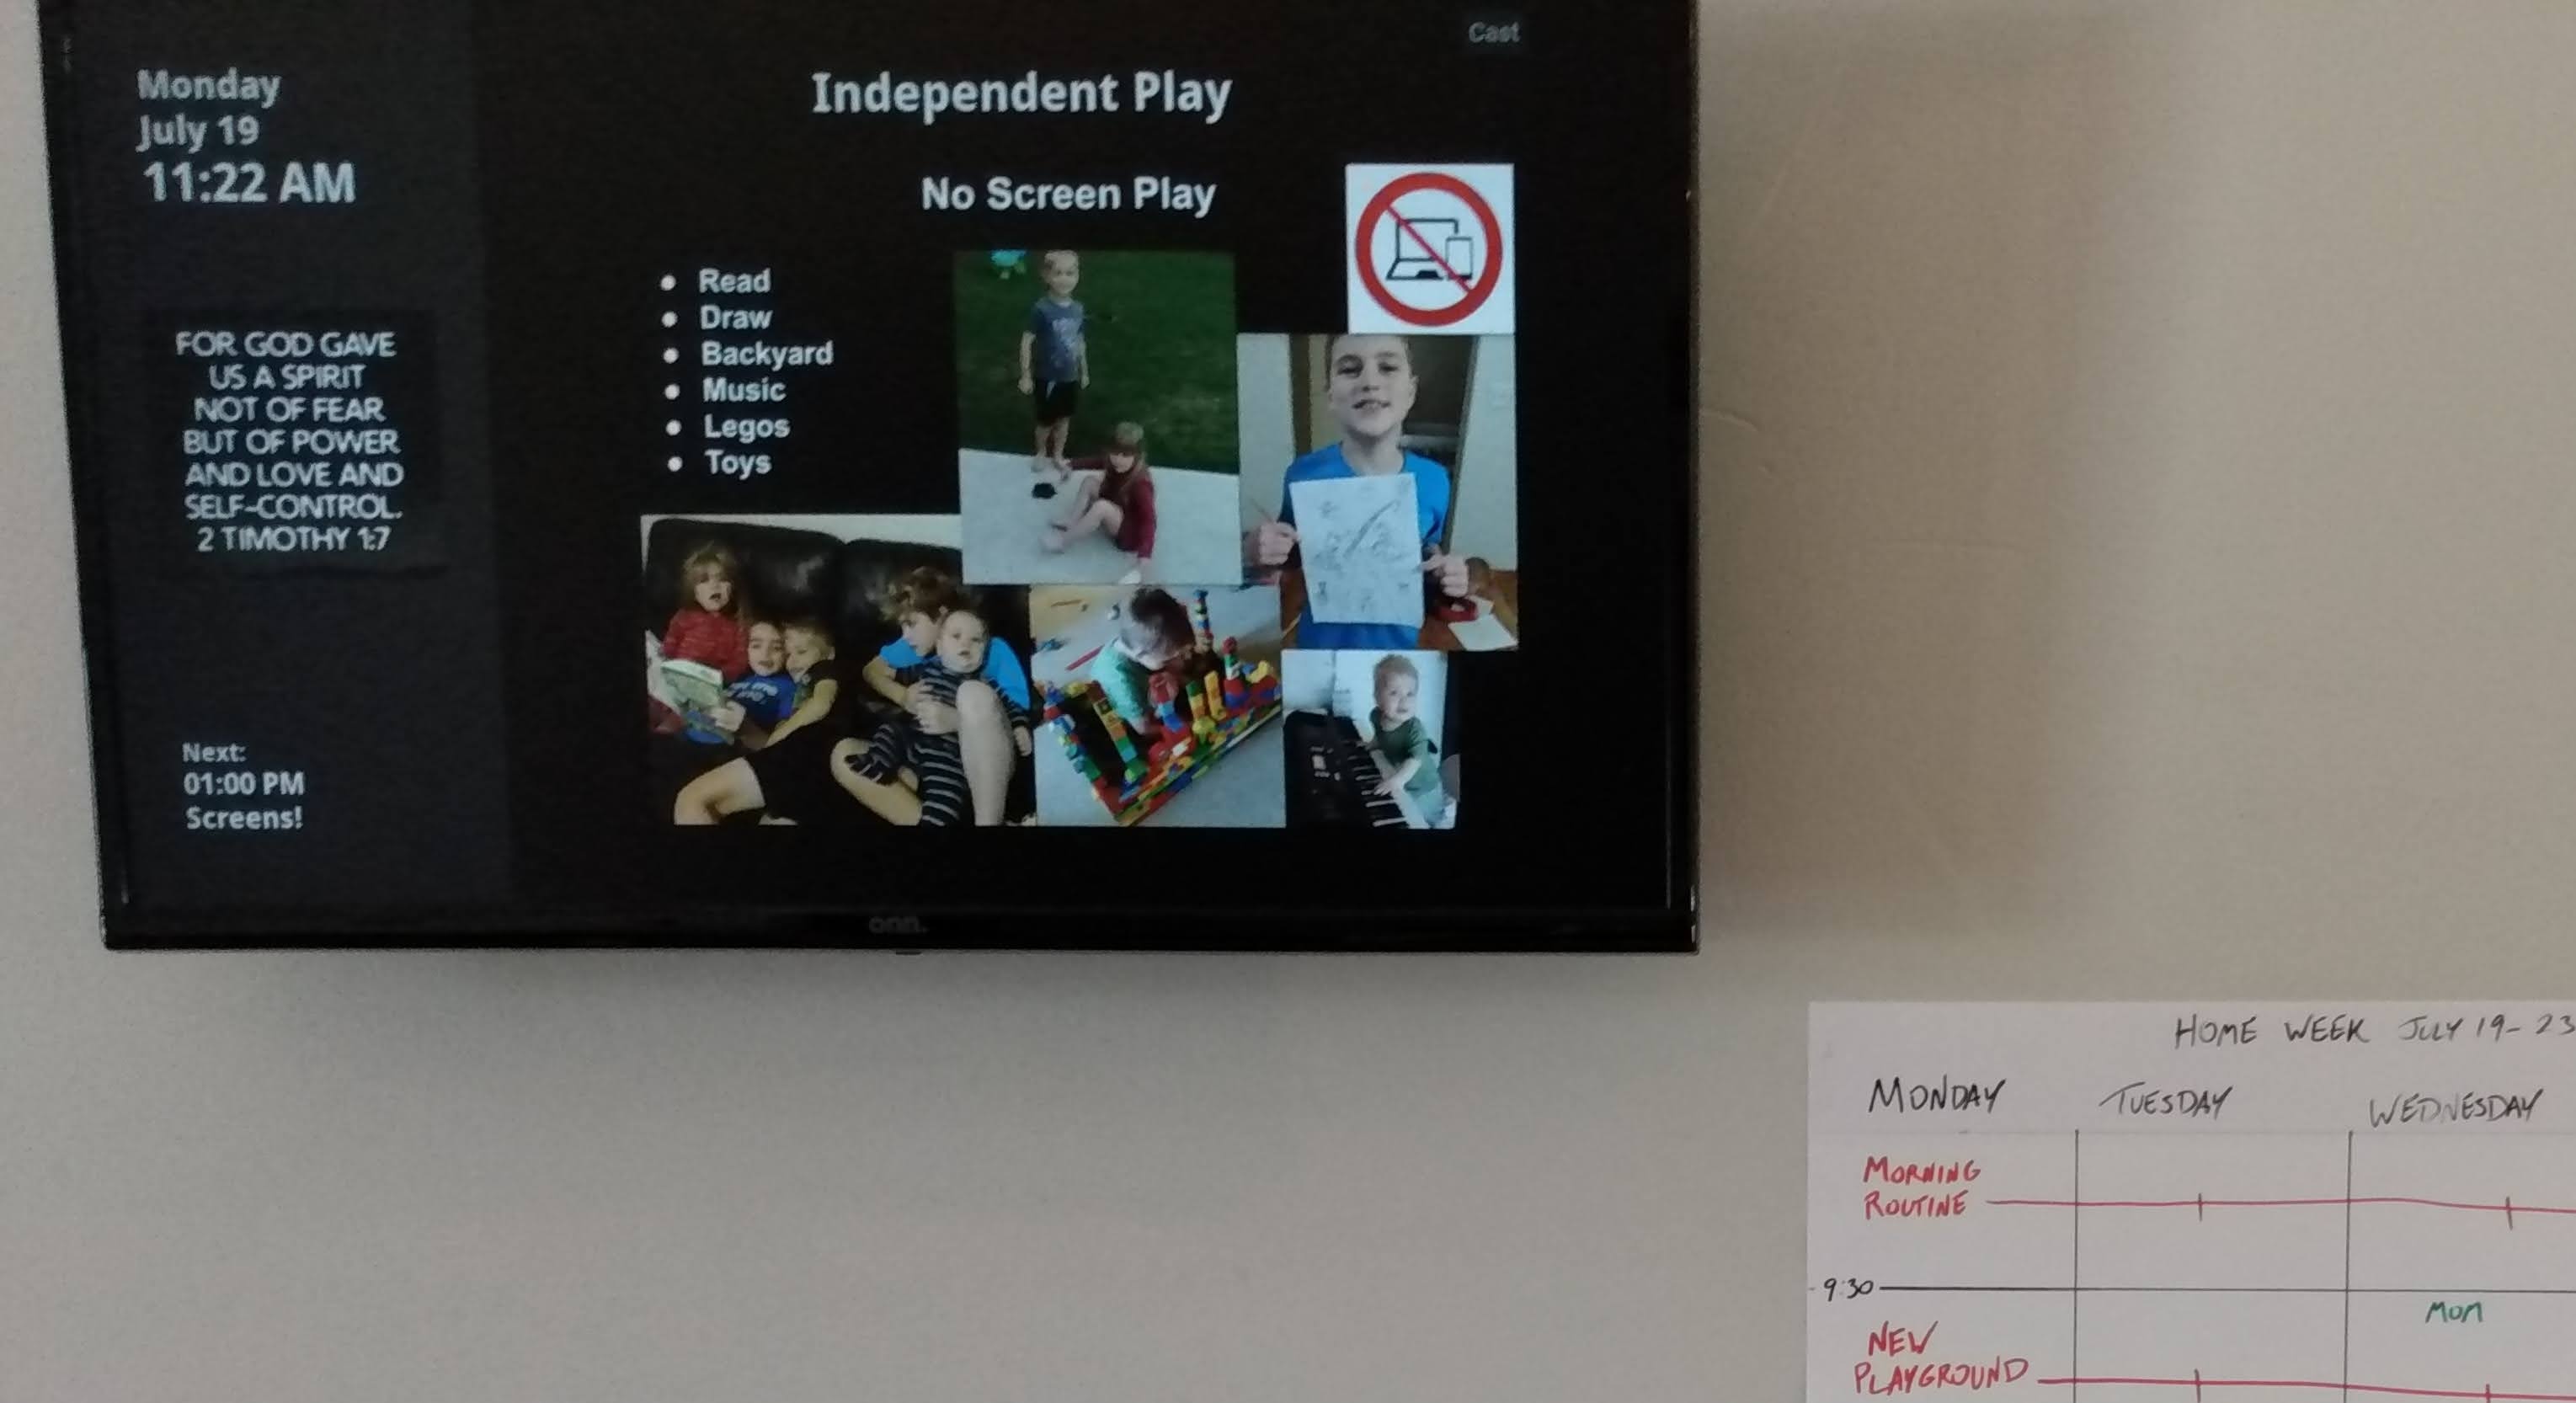 Cast
Monday
July 19
11:22 AM
FOR GOD GAVE
US A SPIRIT
NOT OF FEAR
BUT OF POWER
AND LOVE AND
SELF-CONTROL.
2 TIMOTHY 1:7
Next:
01:00 PM
Screens!
Independent Play
No Screen Play
• Read
• Draw
• Backyard
• Music
• Legos
• Toys
onn.
HOME WEEK JULY 19-23
MONDAY TUESDAY WEDNESDAY
MORNING
ROUTINE
9:30
MOM
NEW
PLAYGROUND